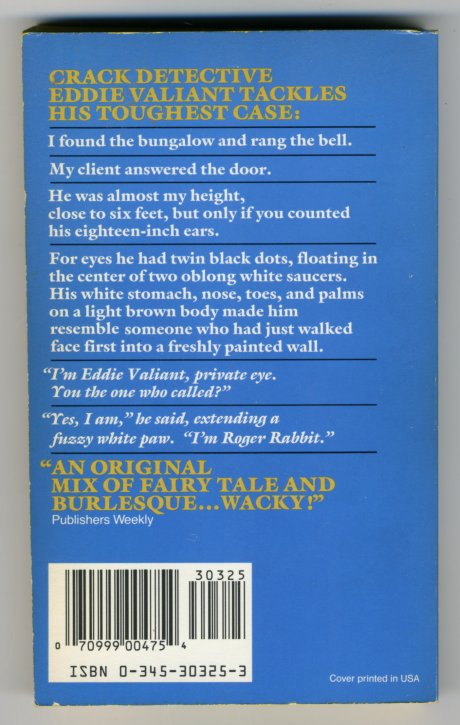 CRACK DETECTIVE
EDDIE VALIANT TACKLES
HIS TOUGHEST CASE:
I found the bungalow and rang the bell.
My client answered the door.
He was almost my height,
close to six feet, but only if you counted
his eighteen-inch ears.
For eyes he had twin black dots, floating in
the center of two oblong white saucers.
His white stomach, nose, toes, and palms
on a light brown body made him
resemble someone who had just walked
face first into a freshly painted wall.
“I’m Eddie Valiant, private eye.
You the one who called?”
“Yes, I am,” he said, extending a
fuzzy white paw. “I’m Roger Rabbit.”
“AN ORIGINAL
MIX OF FAIRY TALE AND
BURLESQUE...WACKY!”
Publishers Weekly
30325
0 70999 00475 4
ISBN 0-345-30325-3
Cover printed in USA